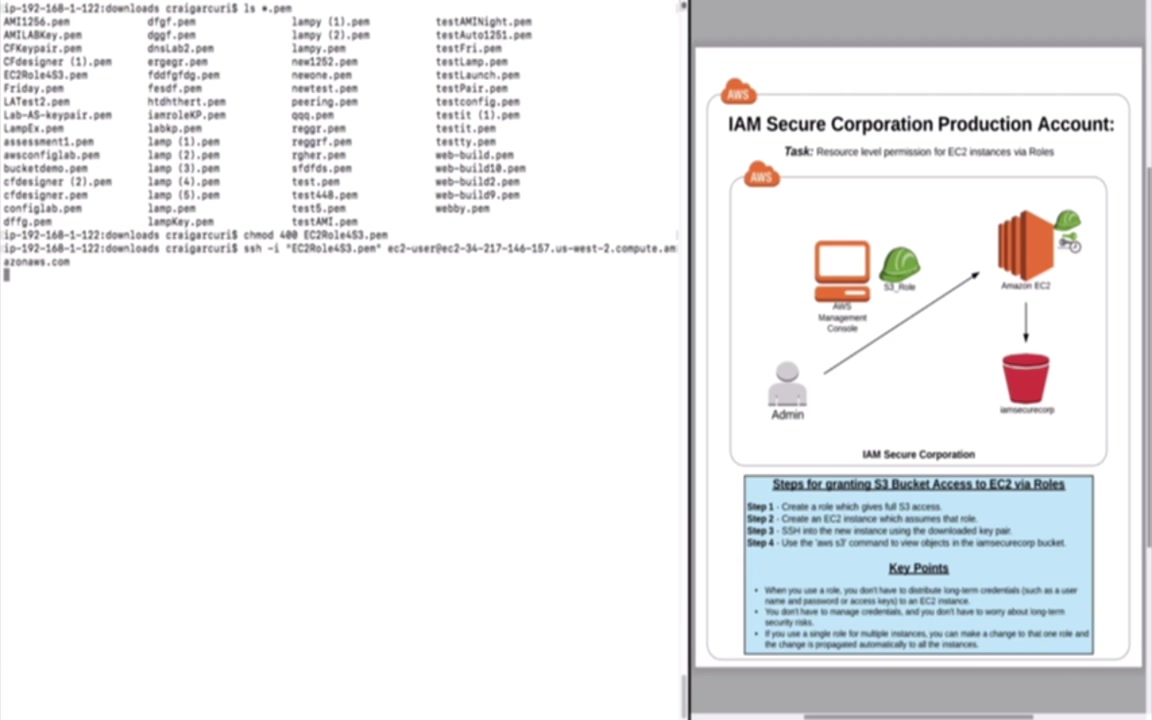 ip-192-168-1-122:downloads craigarcuri$ ls *.pem
AMI1256.pem dfgf.pem lampy (1).pem testAMINight.pem
AMILABKey.pem dggf.pem lampy (2).pem testAuto1251.pem
CFKeypair.pem dnsLab2.pem lampy.pem testFri.pem
CFdesigner (1).pem ergegr.pem new1252.pem testLamp.pem
EC2Role4S3.pem fddfgfdg.pem newone.pem testLaunch.pem
Friday.pem fesdf.pem newtest.pem testPair.pem
LATest2.pem htdhthert.pem peering.pem testconfig.pem
Lab-AS-keypair.pem iamroleKP.pem qqq.pem testit (1).pem
LampEx.pem labkp.pem reggr.pem testit.pem
assessment1.pem lamp (1).pem reggrf.pem testty.pem
awsconfiglab.pem lamp (2).pem rgher.pem web-build.pem
bucketdemo.pem lamp (3).pem sfdfds.pem web-build10.pem
cfdesigner (2).pem lamp (4).pem test.pem web-build2.pem
cfdesigner.pem lamp (5).pem test448.pem web-build9.pem
configlab.pem lamp.pem test5.pem webby.pem
dffg.pem lampKey.pem testAMI.pem
ip-192-168-1-122:downloads craigarcuri$ chmod 400 EC2Role4S3.pem
ip-192-168-1-122:downloads craigarcuri$ ssh -i "EC2Role4S3.pem" ec2-user@ec2-34-217-146-157.us-west-2.compute.am
azonaws.com
AWS
IAM Secure Corporation Production Account:
Task: Resource level permission for EC2 instances via Roles
AWS
S3_Role
Amazon EC2
AWS
Management
Console
Admin
iamsecurecorp
IAM Secure Corporation
Steps for granting S3 Bucket Access to EC2 via Roles
Step 1 - Create a role which gives full S3 access.
Step 2 - Create an EC2 instance which assumes that role.
Step 3 - SSH into the new instance using the downloaded key pair.
Step 4 - Use the 'aws s3' command to view objects in the iamsecurecorp bucket.
Key Points
• When you use a role, you don't have to distribute long-term credentials (such as a user
name and password or access keys) to an EC2 instance.
• You don't have to manage credentials, and you don't have to worry about long-term
security risks.
• If you use a single role for multiple instances, you can make a change to that one role and
the change is propagated automatically to all the instances.